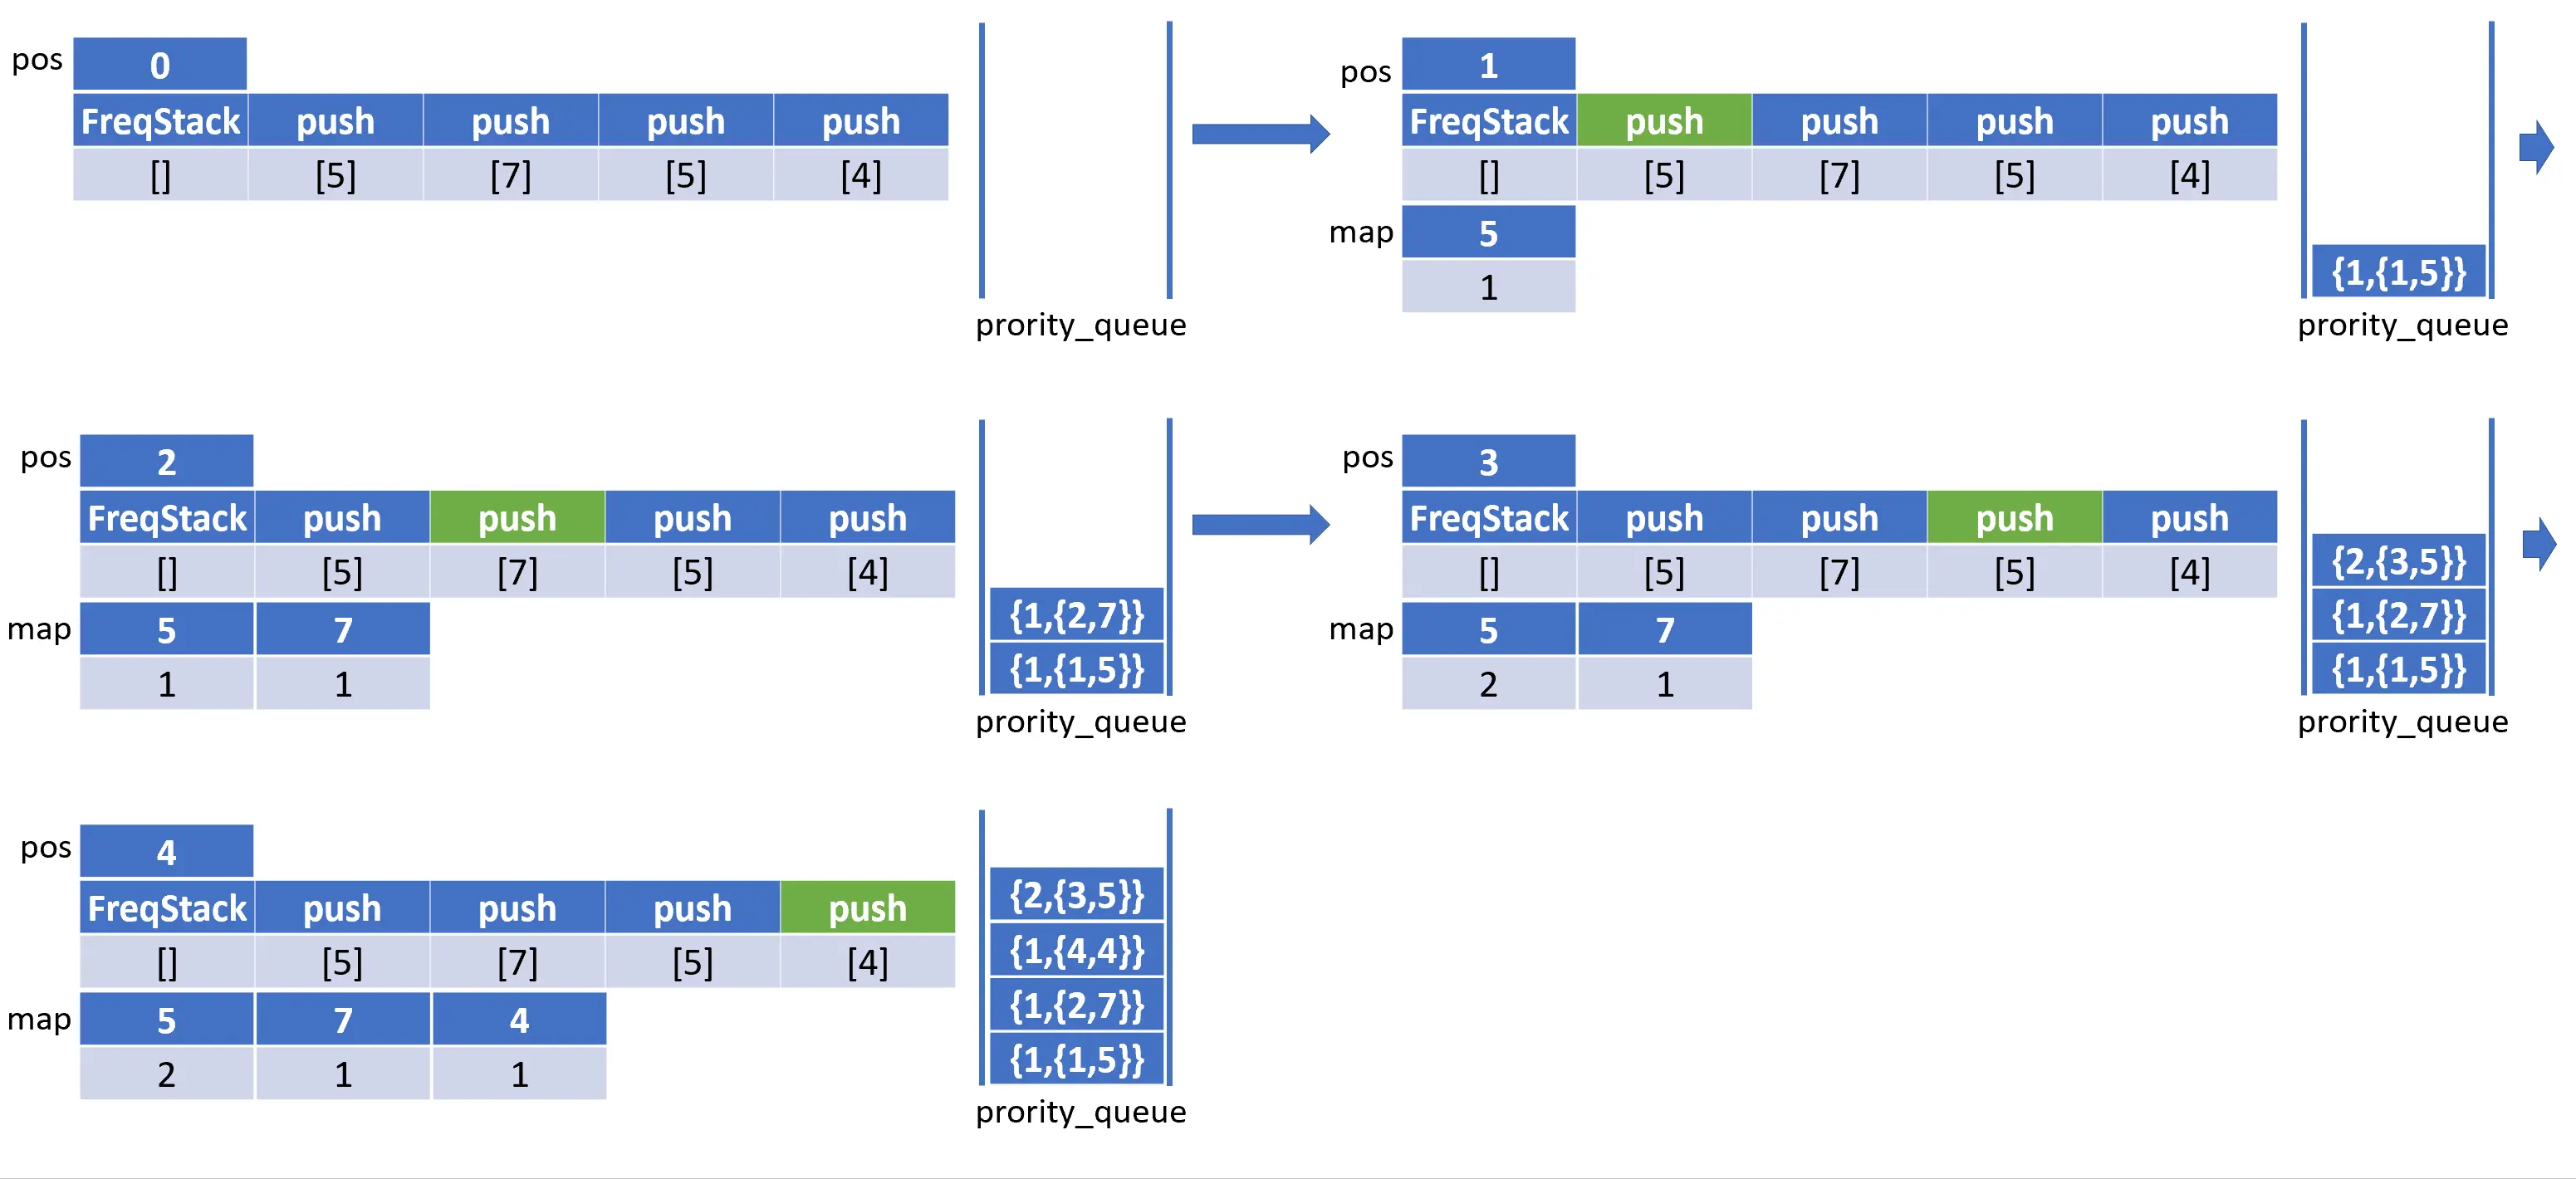 pos 0
FreqStack push push push push
[] [5] [7] [5] [4]
prority_queue
pos 1
FreqStack push push push push
[] [5] [7] [5] [4]
map 5
1
{1,{1,5}}
prority_queue
pos 2
FreqStack push push push push
[] [5] [7] [5] [4]
map 5 7
1 1
{1,{2,7}}
{1,{1,5}}
prority_queue
pos 3
FreqStack push push push push
[] [5] [7] [5] [4]
map 5 7
2 1
{2,{3,5}}
{1,{2,7}}
{1,{1,5}}
prority_queue
pos 4
FreqStack push push push push
[] [5] [7] [5] [4]
map 5 7 4
2 1 1
{2,{3,5}}
{1,{4,4}}
{1,{2,7}}
{1,{1,5}}
prority_queue